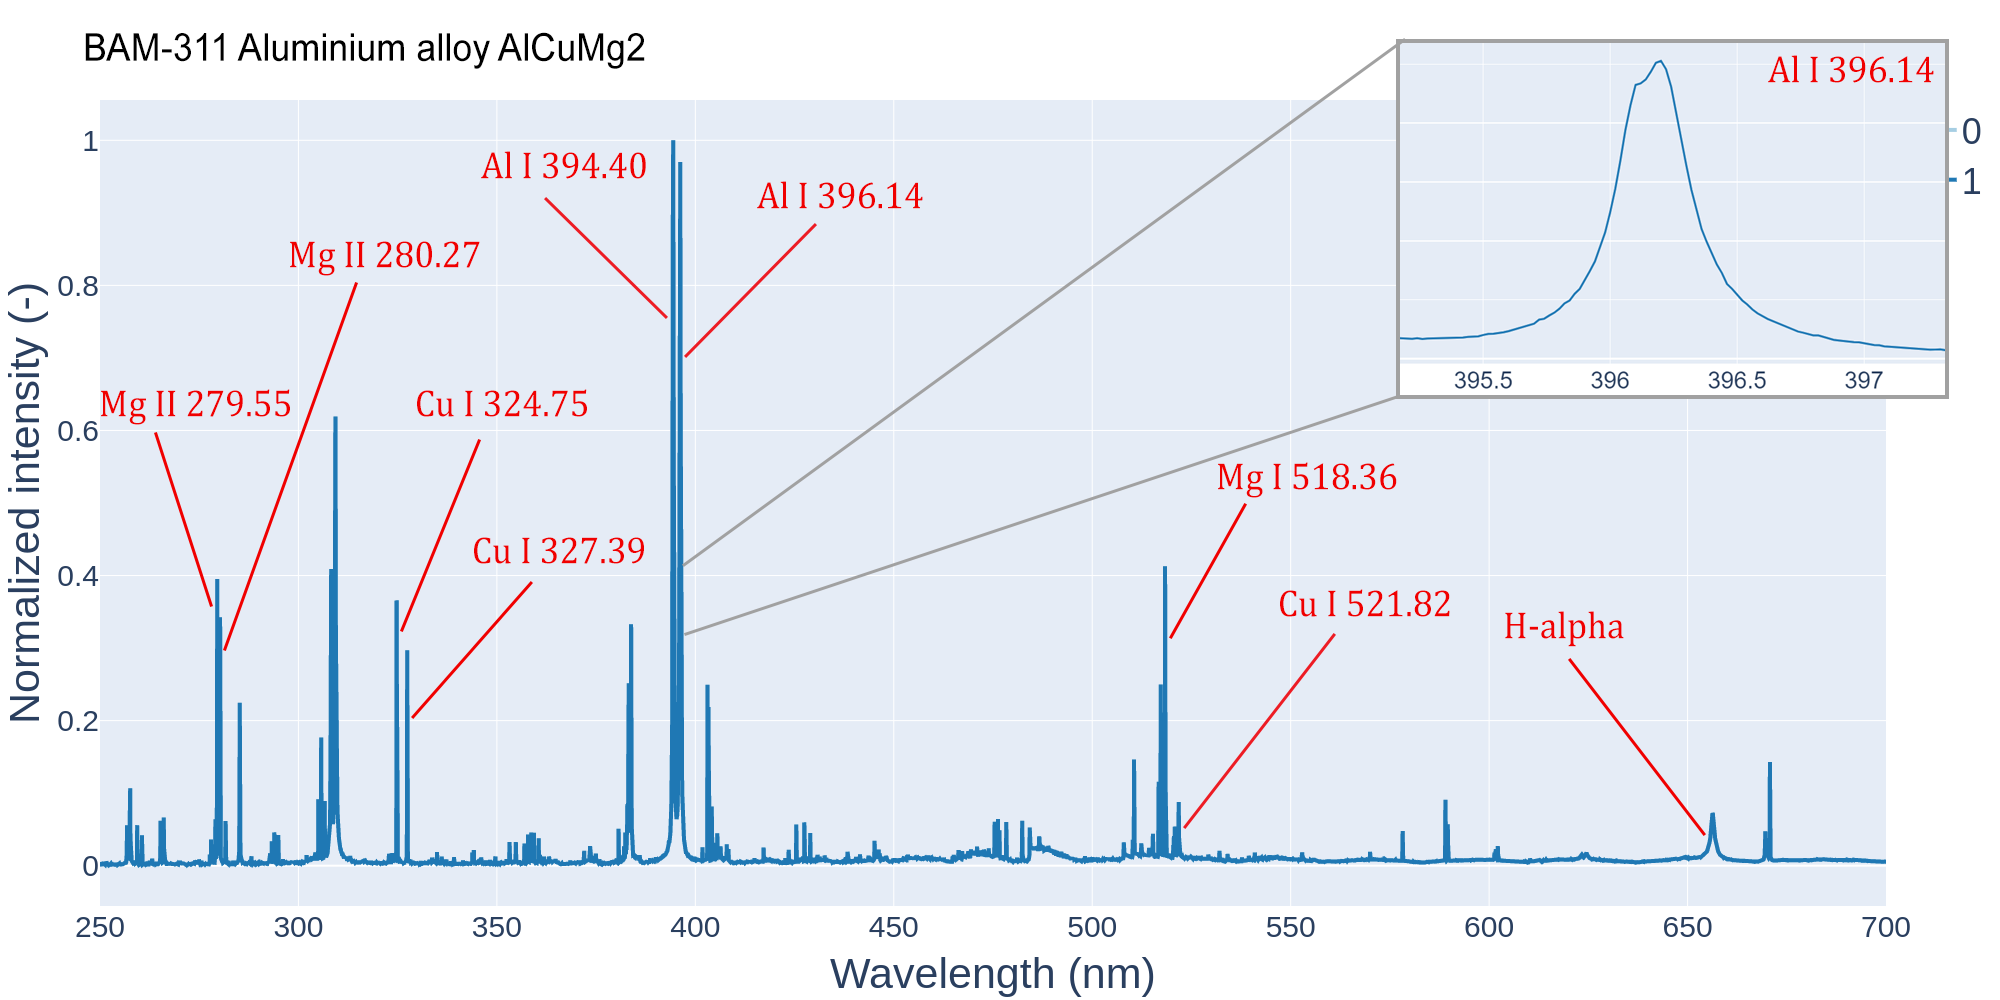 BAM-311 Aluminium alloy AlCuMg2
Al I 396.14
0
1
395.5 396 396.5 397
Al I 394.40
Al I 396.14
Mg II 280.27
Mg II 279.55
Cu I 324.75
Cu I 327.39
Mg I 518.36
Cu I 521.82
H-alpha
Normalized intensity (-)
1
0.8
0.6
0.4
0.2
0
250 300 350 400 450 500 550 600 650 700
Wavelength (nm)